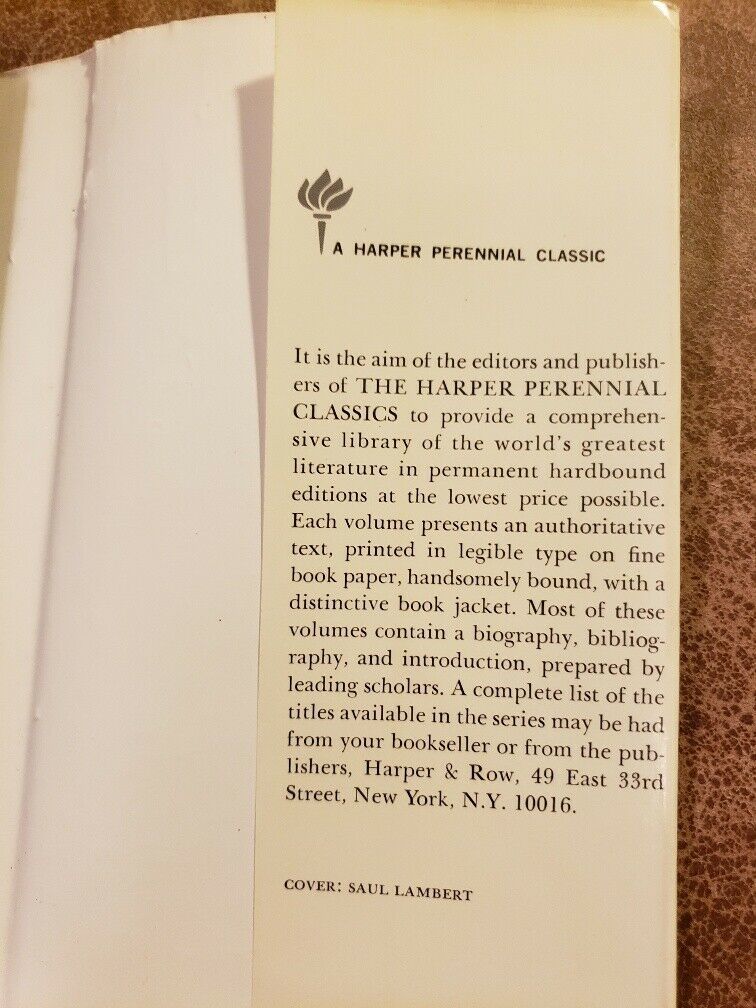 A HARPER PERENNIAL CLASSIC
It is the aim of the editors and publish-
ers of THE HARPER PERENNIAL
CLASSICS to provide a comprehen-
sive library of the world's greatest
literature in permanent hardbound
editions at the lowest price possible.
Each volume presents an authoritative
text, printed in legible type on fine
book paper, handsomely bound, with a
distinctive book jacket. Most of these
volumes contain a biography, bibliog-
raphy, and introduction, prepared by
leading scholars. A complete list of the
titles available in the series may be had
from your bookseller or from the pub-
lishers, Harper & Row, 49 East 33rd
Street, New York, N.Y. 10016.
COVER: SAUL LAMBERT